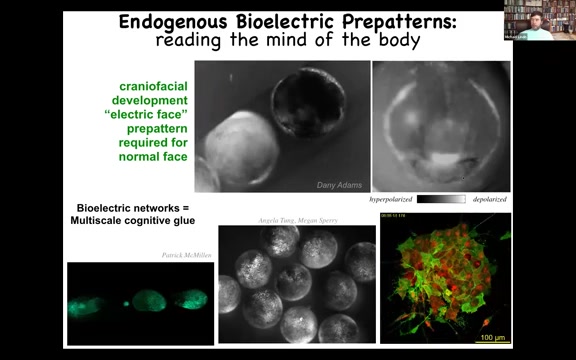 Endogenous Bioelectric Prepatterns:
reading the mind of the body
craniofacial
development
“electric face”
prepattern
required for
normal face
Dany Adams
hyperpolarized
depolarized
Bioelectric networks =
Multiscale cognitive glue
Patrick McMillen
Angela Tung, Megan Sperry
100 µm